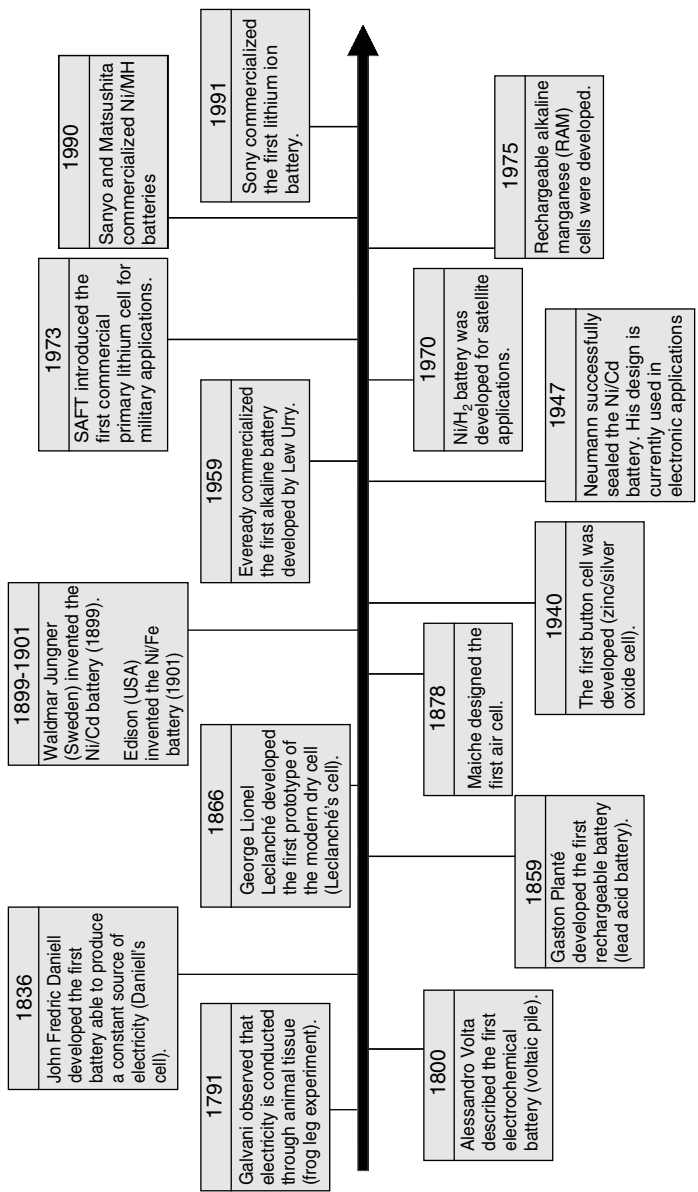 1791
Galvani observed that
electricity is conducted
through animal tissue
(frog leg experiment).
1800
Alessandro Volta
described the first
electrochemical
battery (voltaic pile).
1836
John Fredric Daniell
developed the first
battery able to produce
a constant source of
electricity (Daniell's
cell).
1859
Gaston Planté
developed the first
rechargeable battery
(lead acid battery).
1866
George Lionel
Leclanché developed
the first prototype of
the modern dry cell
(Leclanché's cell).
1878
Maiche designed the
first air cell.
1899-1901
Waldmar Jungner
(Sweden) invented the
Ni/Cd battery (1899).
Edison (USA)
invented the Ni/Fe
battery (1901)
1940
The first button cell was
developed (zinc/silver
oxide cell).
1947
Neumann successfully
sealed the Ni/Cd
battery. His design is
currently used in
electronic applications
1959
Eveready commercialized
the first alkaline battery
developed by Lew Urry.
1970
Ni/H₂ battery was
developed for satellite
applications.
1973
SAFT introduced the
first commercial
primary lithium cell for
military applications.
1975
Rechargeable alkaline
manganese (RAM)
cells were developed.
1990
Sanyo and Matsushita
commercialized Ni/MH
batteries
1991
Sony commercialized
the first lithium ion
battery.